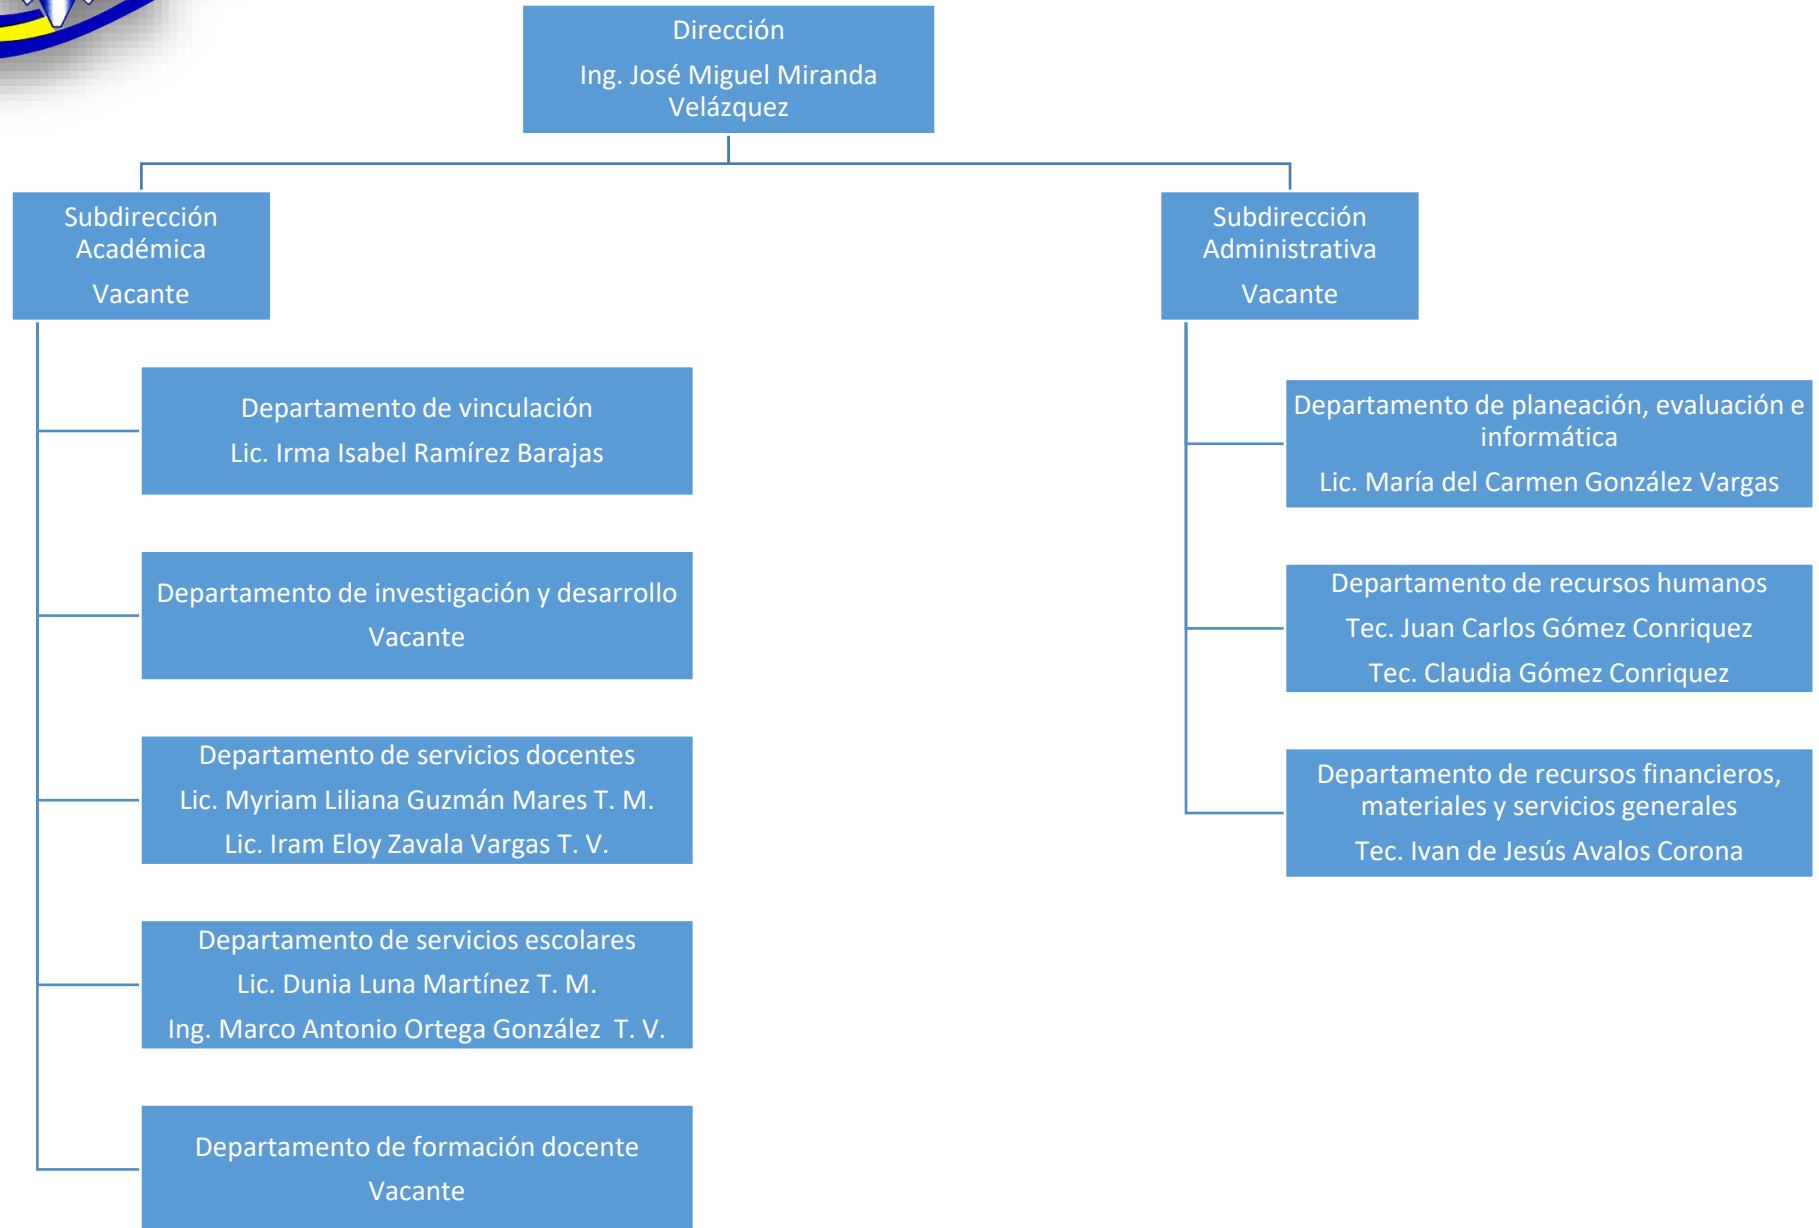 Dirección
Ing. José Miguel Miranda
Velázquez
Subdirección
Académica
Vacante
Subdirección
Administrativa
Vacante
Departamento de vinculación
Lic. Irma Isabel Ramírez Barajas
Departamento de investigación y desarrollo
Vacante
Departamento de servicios docentes
Lic. Myriam Liliana Guzmán Mares T. M.
Lic. Iram Eloy Zavala Vargas T. V.
Departamento de servicios escolares
Lic. Dunia Luna Martínez T. M.
Ing. Marco Antonio Ortega González  T. V.
Departamento de formación docente
Vacante
Departamento de planeación, evaluación e
informática
Lic. María del Carmen González Vargas
Departamento de recursos humanos
Tec. Juan Carlos Gómez Conriquez
Tec. Claudia Gómez Conriquez
Departamento de recursos financieros,
materiales y servicios generales
Tec. Ivan de Jesús Avalos Corona